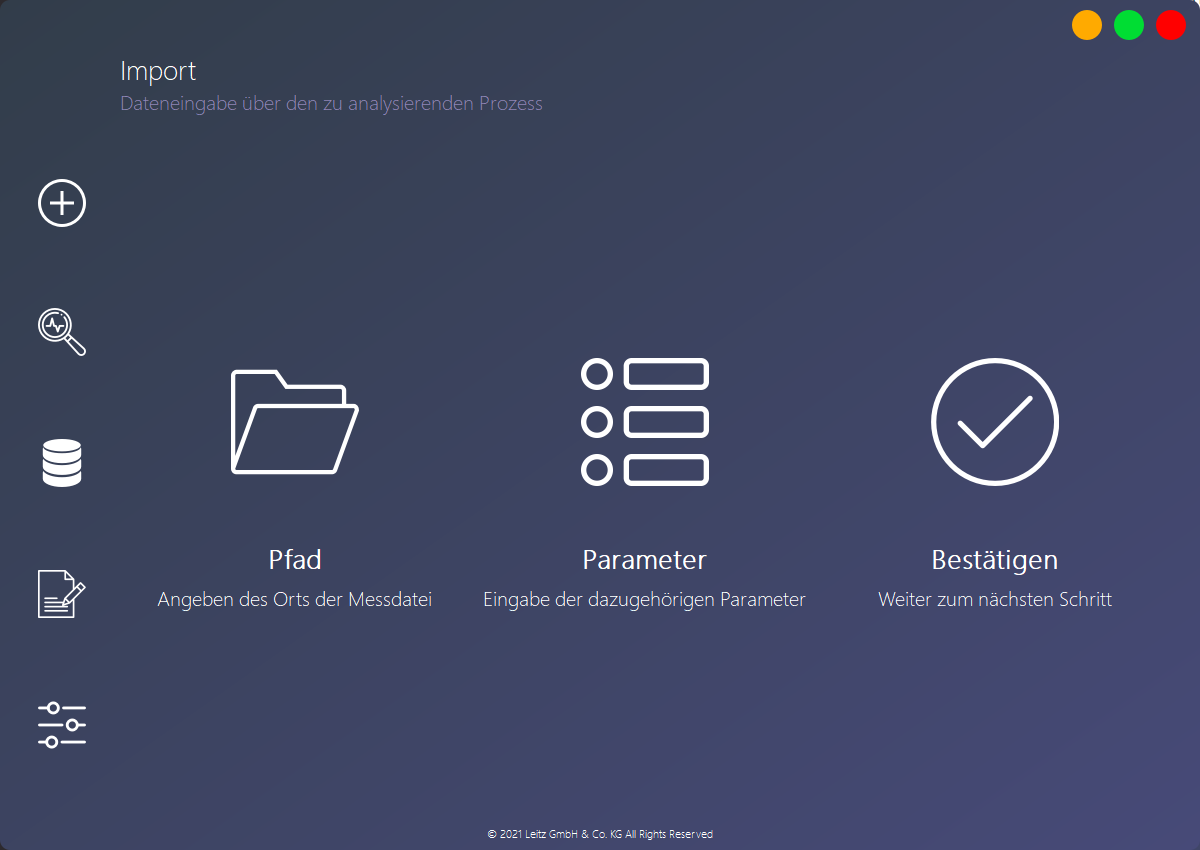 Import
Dateneingabe über den zu analysierenden Prozess
Pfad
Angeben des Orts der Messdatei
Parameter
Eingabe der dazugehörigen Parameter
Bestätigen
Weiter zum nächsten Schritt
© 2021 Leitz GmbH & Co. KG All Rights Reserved